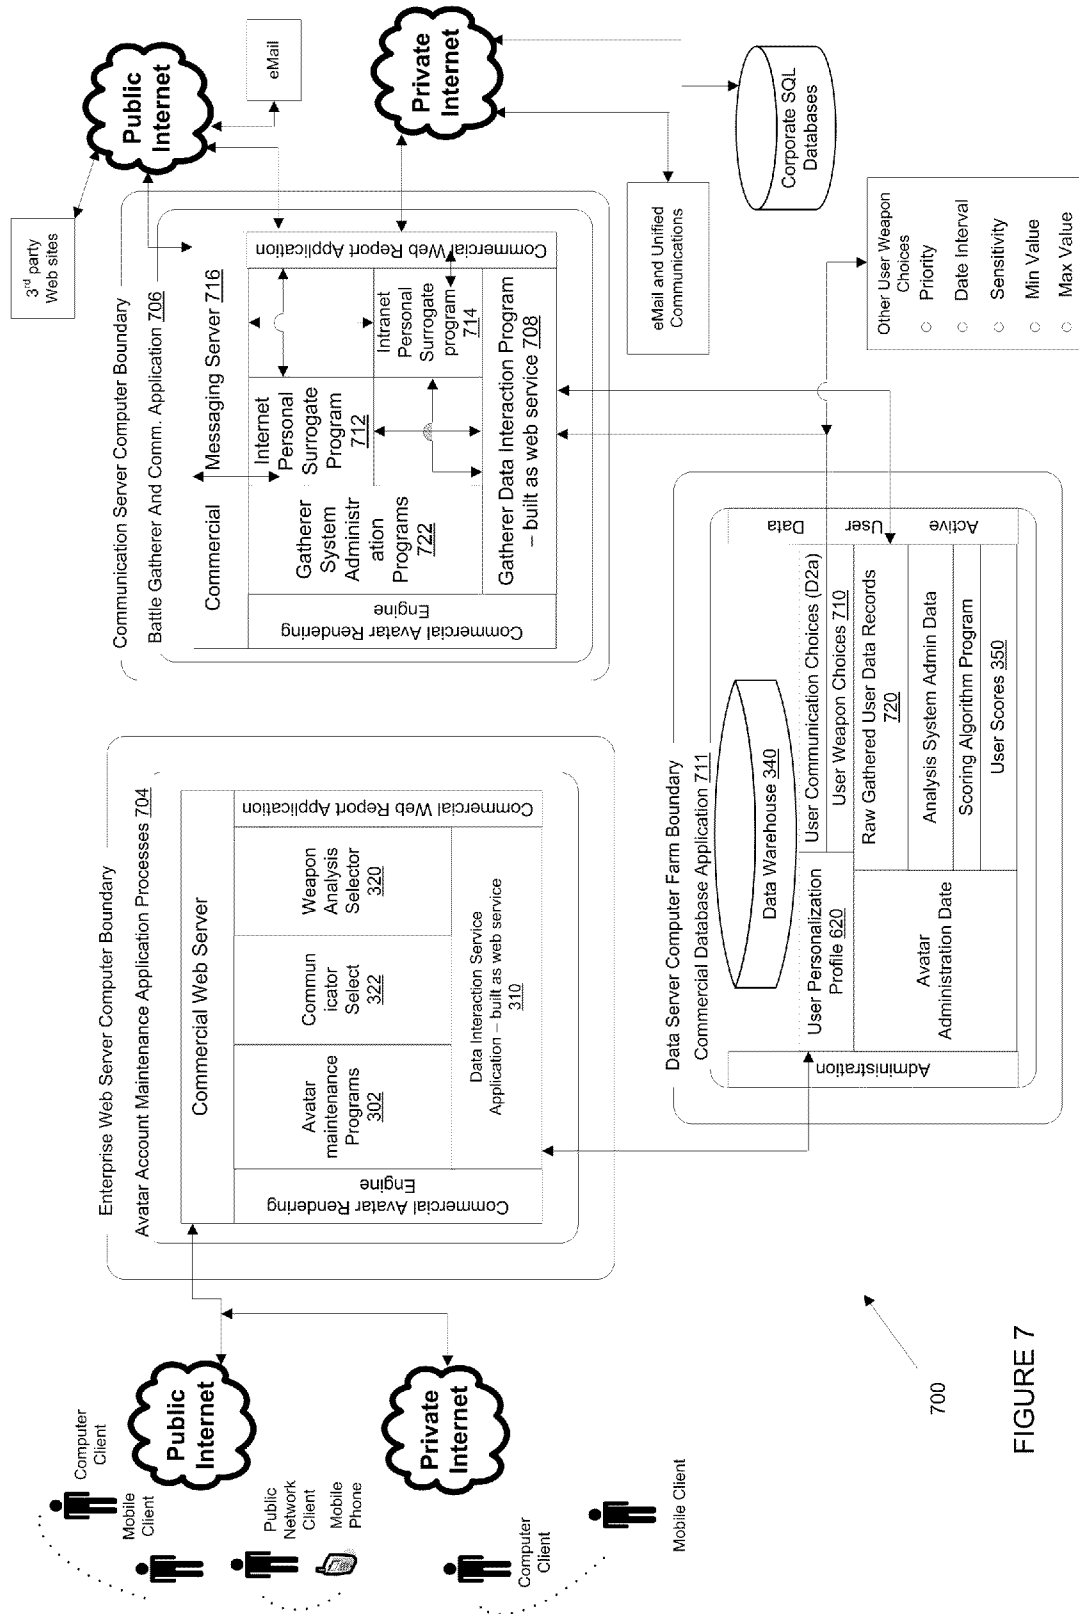 Computer
Client
Mobile
Client
Public
Network
Client
Mobile
Phone
Computer
Client
Mobile Client
Public
Internet
Private
Internet
Enterprise Web Server Computer Boundary
Avatar Account Maintenance Application Processes 704
Commercial Web Server
Commercial Avatar Rendering
Engine
Avatar
maintenance
Programs
302
Commun
icator
Select
322
Weapon
Analysis
Selector
320
Commercial Web Report Application
Data Interaction Service
Application – built as web service
310
Communication Server Computer Boundary
Battle Gatherer And Comm. Application 706
Commercial Messaging Server 716
Commercial Avatar Rendering
Engine
Gatherer
System
Administr
ation
Programs
722
Internet
Personal
Surrogate
Program
712
Intranet
Personal
Surrogate
program
714
Commercial Web Report Application
Gatherer Data Interaction Program
– built as web service 708
3rd party
Web sites
Public
Internet
eMail
Private
Internet
eMail and Unified
Communications
Corporate SQL
Databases
Data Server Computer Farm Boundary
Commercial Database Application 711
Data Warehouse 340
Administration
User Personalization
Profile 620
User Communication Choices (D2a)
User Weapon Choices 710
Raw Gathered User Data Records
720
Avatar
Administration Date
Analysis System Admin Data
Scoring Algorithm Program
User Scores 350
Active User Data
Other User Weapon
Choices
○ Priority
○ Date Interval
○ Sensitivity
○ Min Value
○ Max Value
700
FIGURE 7